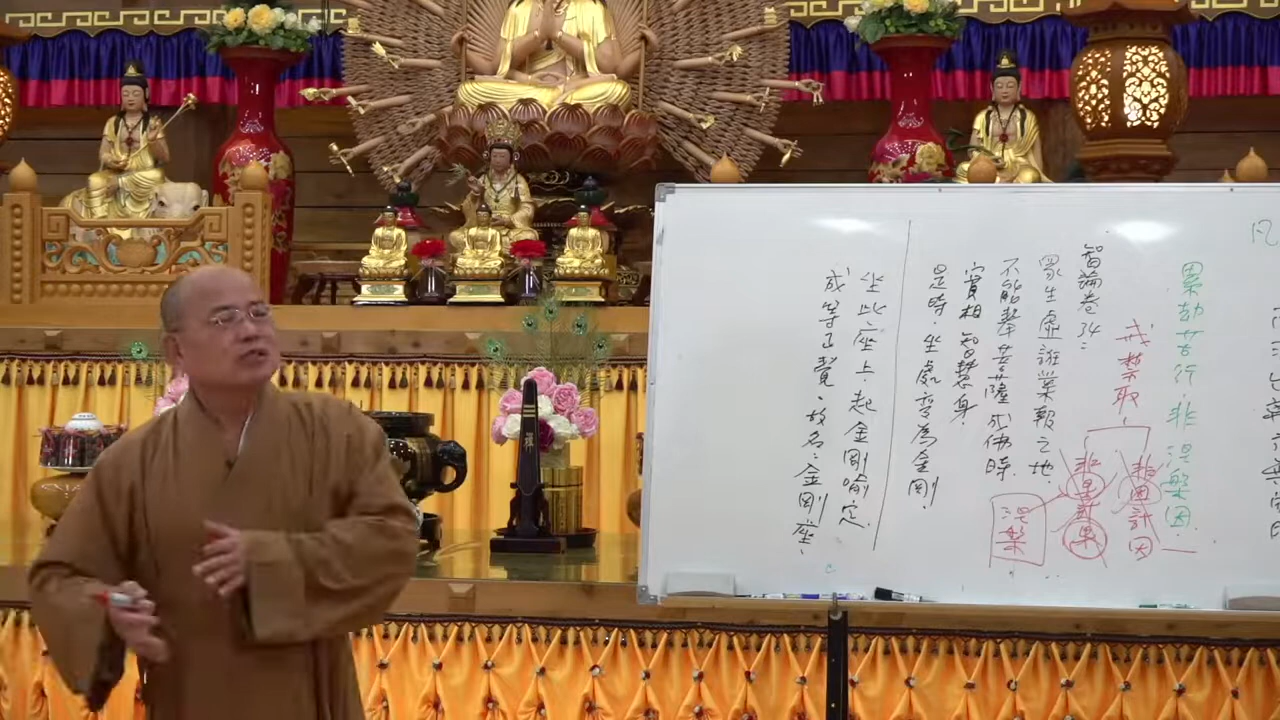 累劫苦行.非涅槃因.
戒禁取
非因計因
非果計果
涅槃
智論卷34:
眾生虛誑業報之地.
不能擧菩薩成佛時.
實相智慧身.
是時.坐處變為金剛.
坐此座上.起金剛喻定.
成等正覺.故名:金剛座.